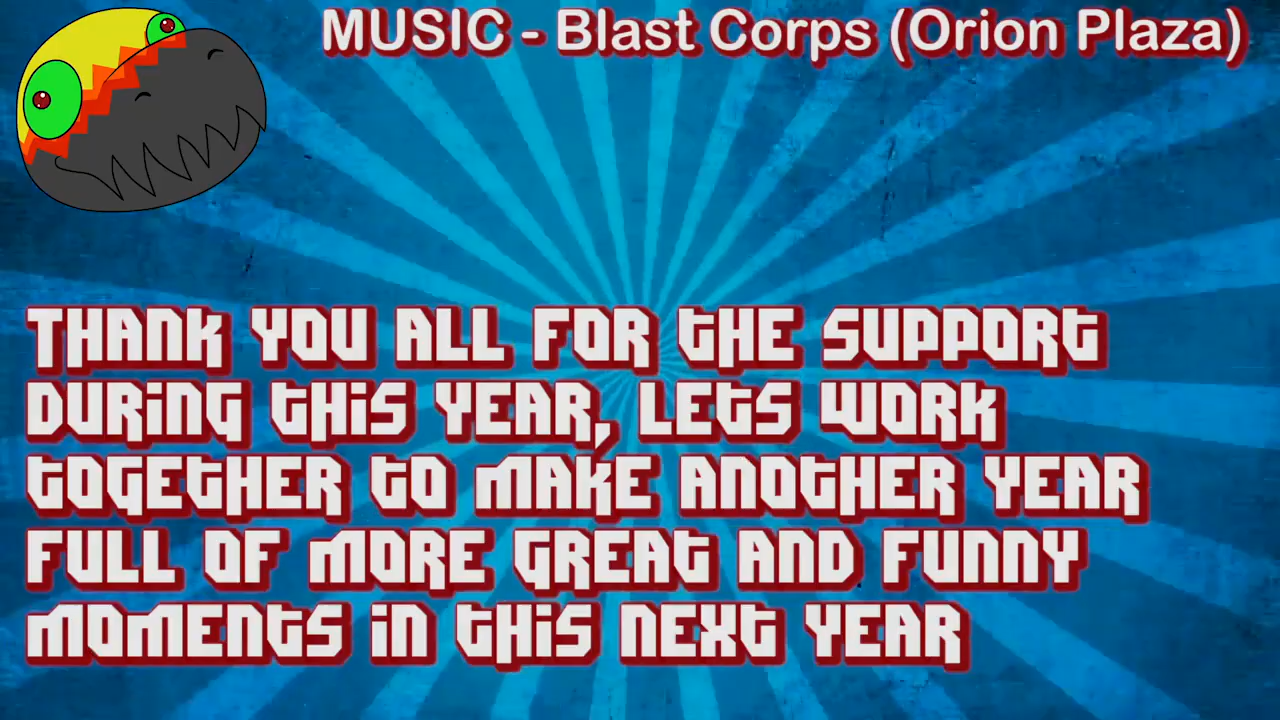 MUSIC - Blast Corps (Orion Plaza)
THANK YOU ALL FOR THE SUPPORT
DURING THIS YEAR, LETS WORK
TOGETHER TO MAKE ANOTHER YEAR
FULL OF MORE GREAT AND FUNNY
MOMENTS IN THIS NEXT YEAR